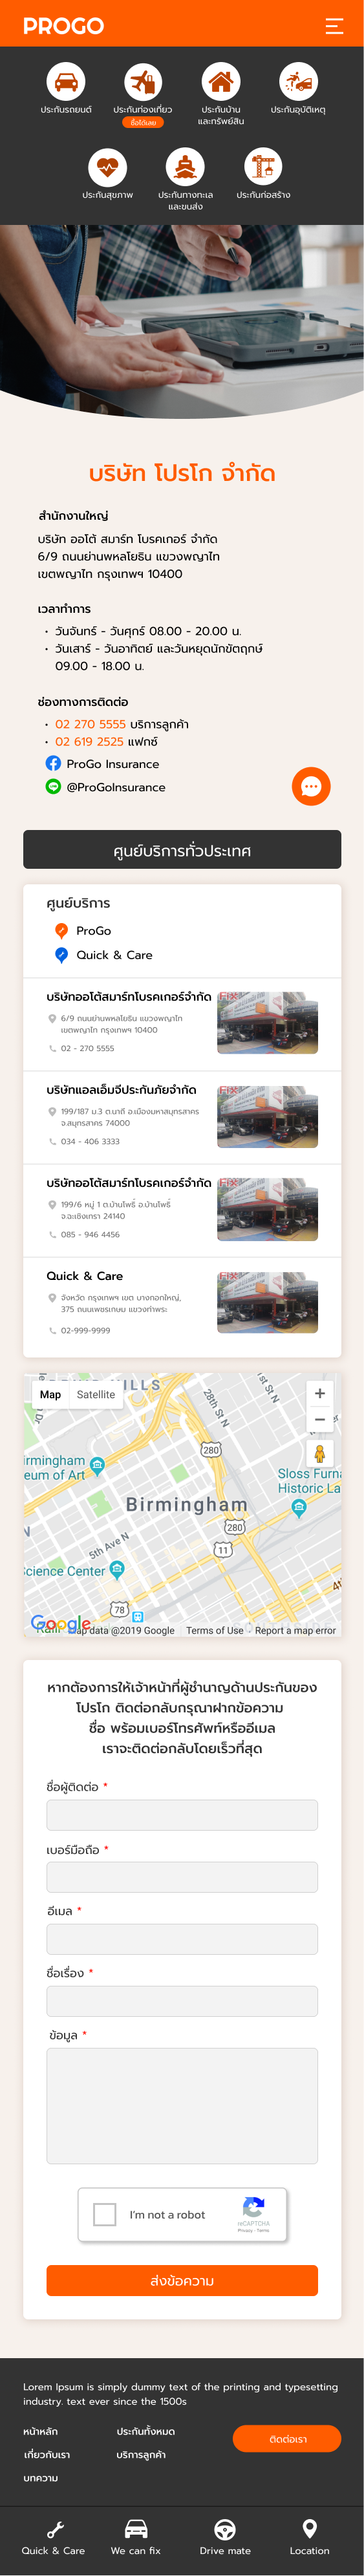 PROGO
ประกันรถยนต์
ประกันท่องเที่ยว
ซื้อได้เลย
ประกันบ้าน
และทรัพย์สิน
ประกันอุบัติเหตุ
ประกันสุขภาพ
ประกันทางทะเล
และขนส่ง
ประกันก่อสร้าง
บริษัท โปรโก จำกัด
สำนักงานใหญ่
บริษัท ออโต้ สมาร์ท โบรคเกอร์ จำกัด
6/9 ถนนย่านพหลโยธิน แขวงพญาไท
เขตพญาไท กรุงเทพฯ 10400
เวลาทำการ
• วันจันทร์ - วันศุกร์ 08.00 - 20.00 น.
• วันเสาร์ - วันอาทิตย์ และวันหยุดนักขัตฤกษ์
09.00 - 18.00 น.
ช่องทางการติดต่อ
• 02 270 5555 บริการลูกค้า
• 02 619 2525 แฟกซ์
ProGo Insurance
@ProGoInsurance
ศูนย์บริการทั่วประเทศ
ศูนย์บริการ
ProGo
Quick & Care
บริษัทออโต้สมาร์ทโบรคเกอร์จำกัด
6/9 ถนนย่านพหลโยธิน แขวงพญาไท
เขตพญาไท กรุงเทพฯ 10400
02 - 270 5555
Fix
บริษัทแอลเอ็มจีประกันภัยจำกัด
199/187 ม.3 ต.นาดี อ.เมืองมหาสมุทรสาคร
จ.สมุทรสาคร 74000
034 - 406 3333
Fix
บริษัทออโต้สมาร์ทโบรคเกอร์จำกัด
199/6 หมู่ 1 ต.บ้านโพธิ์ อ.บ้านโพธิ์
จ.ฉะเชิงเทรา 24140
085 - 946 4456
Fix
Quick & Care
จังหวัด กรุงเทพฯ เขต บางกอกใหญ่,
375 ถนนเพชรเกษม แขวงท่าพระ
02-999-9999
Fix
Map Satellite
HILLS
28th St N
1st St N
280
rmingham
eum of Art
Sloss Furna
Historic La
Birmingham
280
5th Ave N
11
Science Center
78
Google
Map data @2019 Google Terms of Use Report a map error
หากต้องการให้เจ้าหน้าที่ผู้ชำนาญด้านประกันของ
โปรโก ติดต่อกลับกรุณาฝากข้อความ
ชื่อ พร้อมเบอร์โทรศัพท์หรืออีเมล
เราจะติดต่อกลับโดยเร็วที่สุด
ชื่อผู้ติดต่อ *
เบอร์มือถือ *
อีเมล *
ชื่อเรื่อง *
ข้อมูล *
I'm not a robot
reCAPTCHA
Privacy - Terms
ส่งข้อความ
Lorem Ipsum is simply dummy text of the printing and typesetting
industry. text ever since the 1500s
หน้าหลัก
ประกันทั้งหมด
ติดต่อเรา
เกี่ยวกับเรา
บริการลูกค้า
บทความ
Quick & Care
We can fix
Drive mate
Location